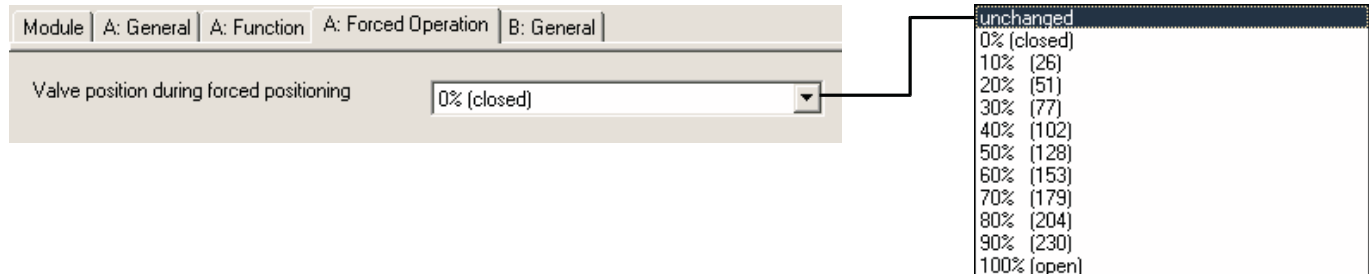 Module A: General A: Function A: Forced Operation B: General
Valve position during forced positioning 0% (closed)
unchanged
0% (closed)
10% (26)
20% (51)
30% (77)
40% (102)
50% (128)
60% (153)
70% (179)
80% (204)
90% (230)
100% (open)